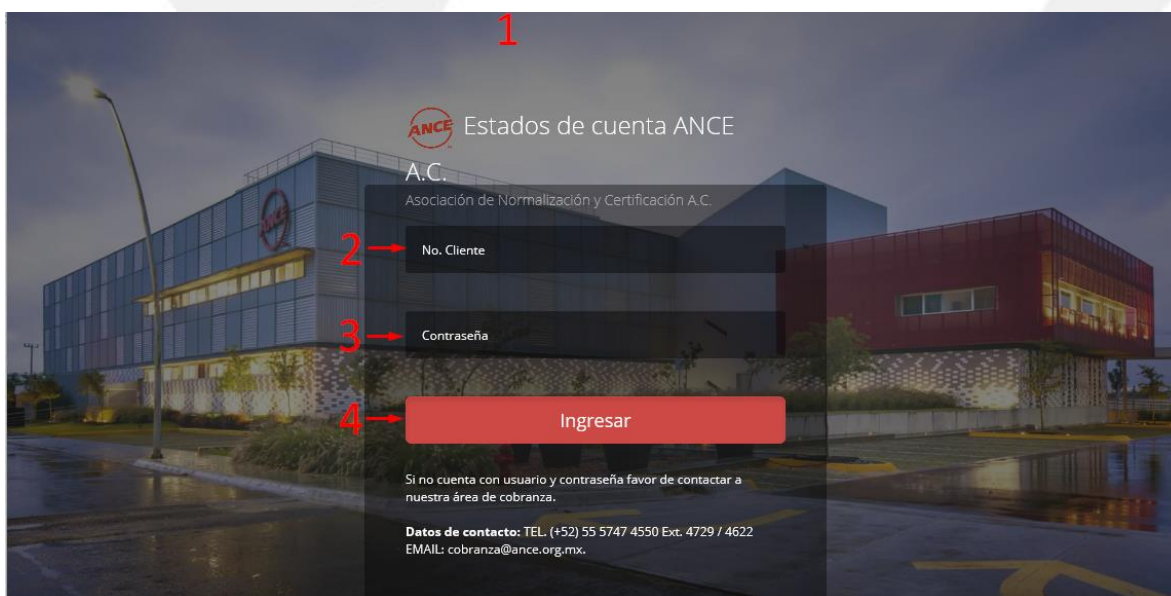 1
ANCE Estados de cuenta ANCE
A.C.
Asociación de Normalización y Certificación A.C.
ANCE
2 No. Cliente
3 Contraseña
4 Ingresar
Si no cuenta con usuario y contraseña favor de contactar a
nuestra área de cobranza.
Datos de contacto: TEL. (+52) 55 5747 4550 Ext. 4729 / 4622
EMAIL: cobranza@ance.org.mx.